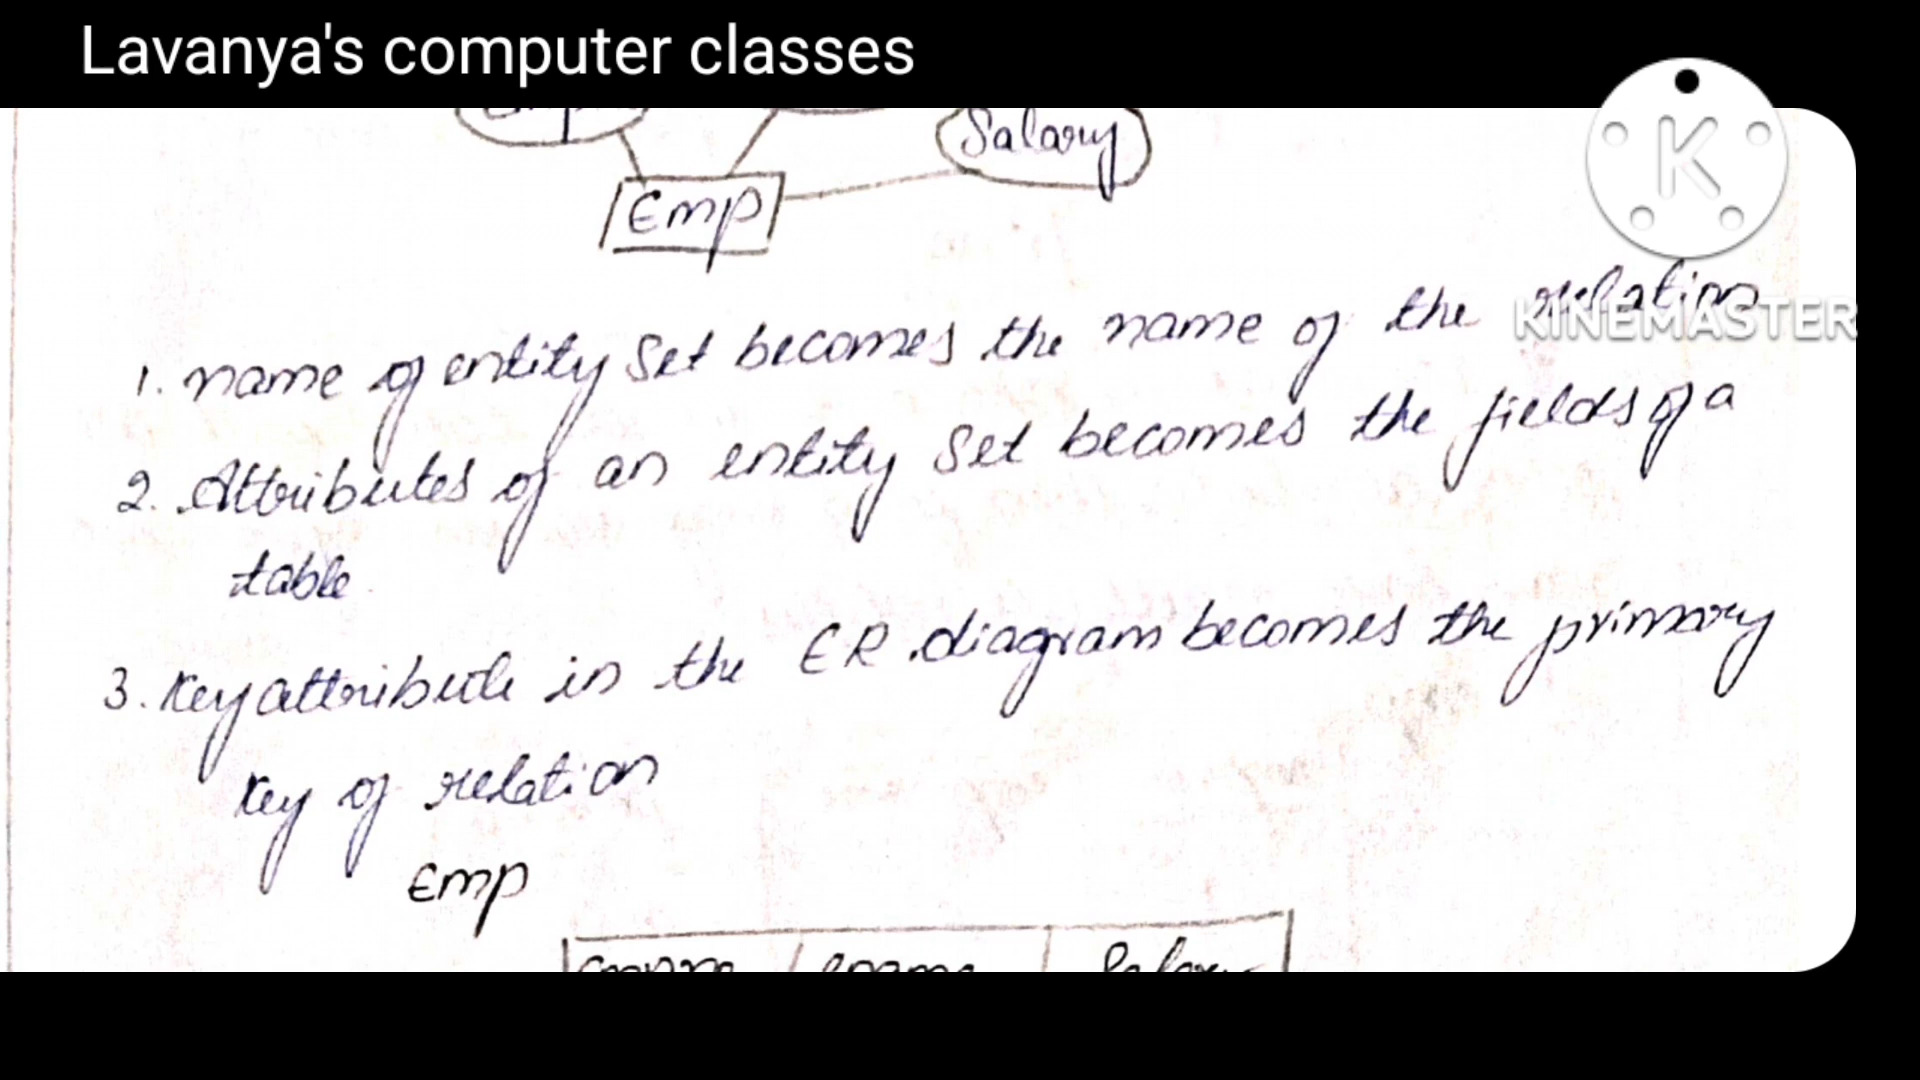 Lavanya's computer classes
Salary
Emp
K
KINEMASTER
1. name of entity Set becomes the name of the relation
2. Attributes of an entity Set becomes the fields of a
table
3. Key attribute in the ER diagram becomes the primary
key of relation
Emp
ename Salary